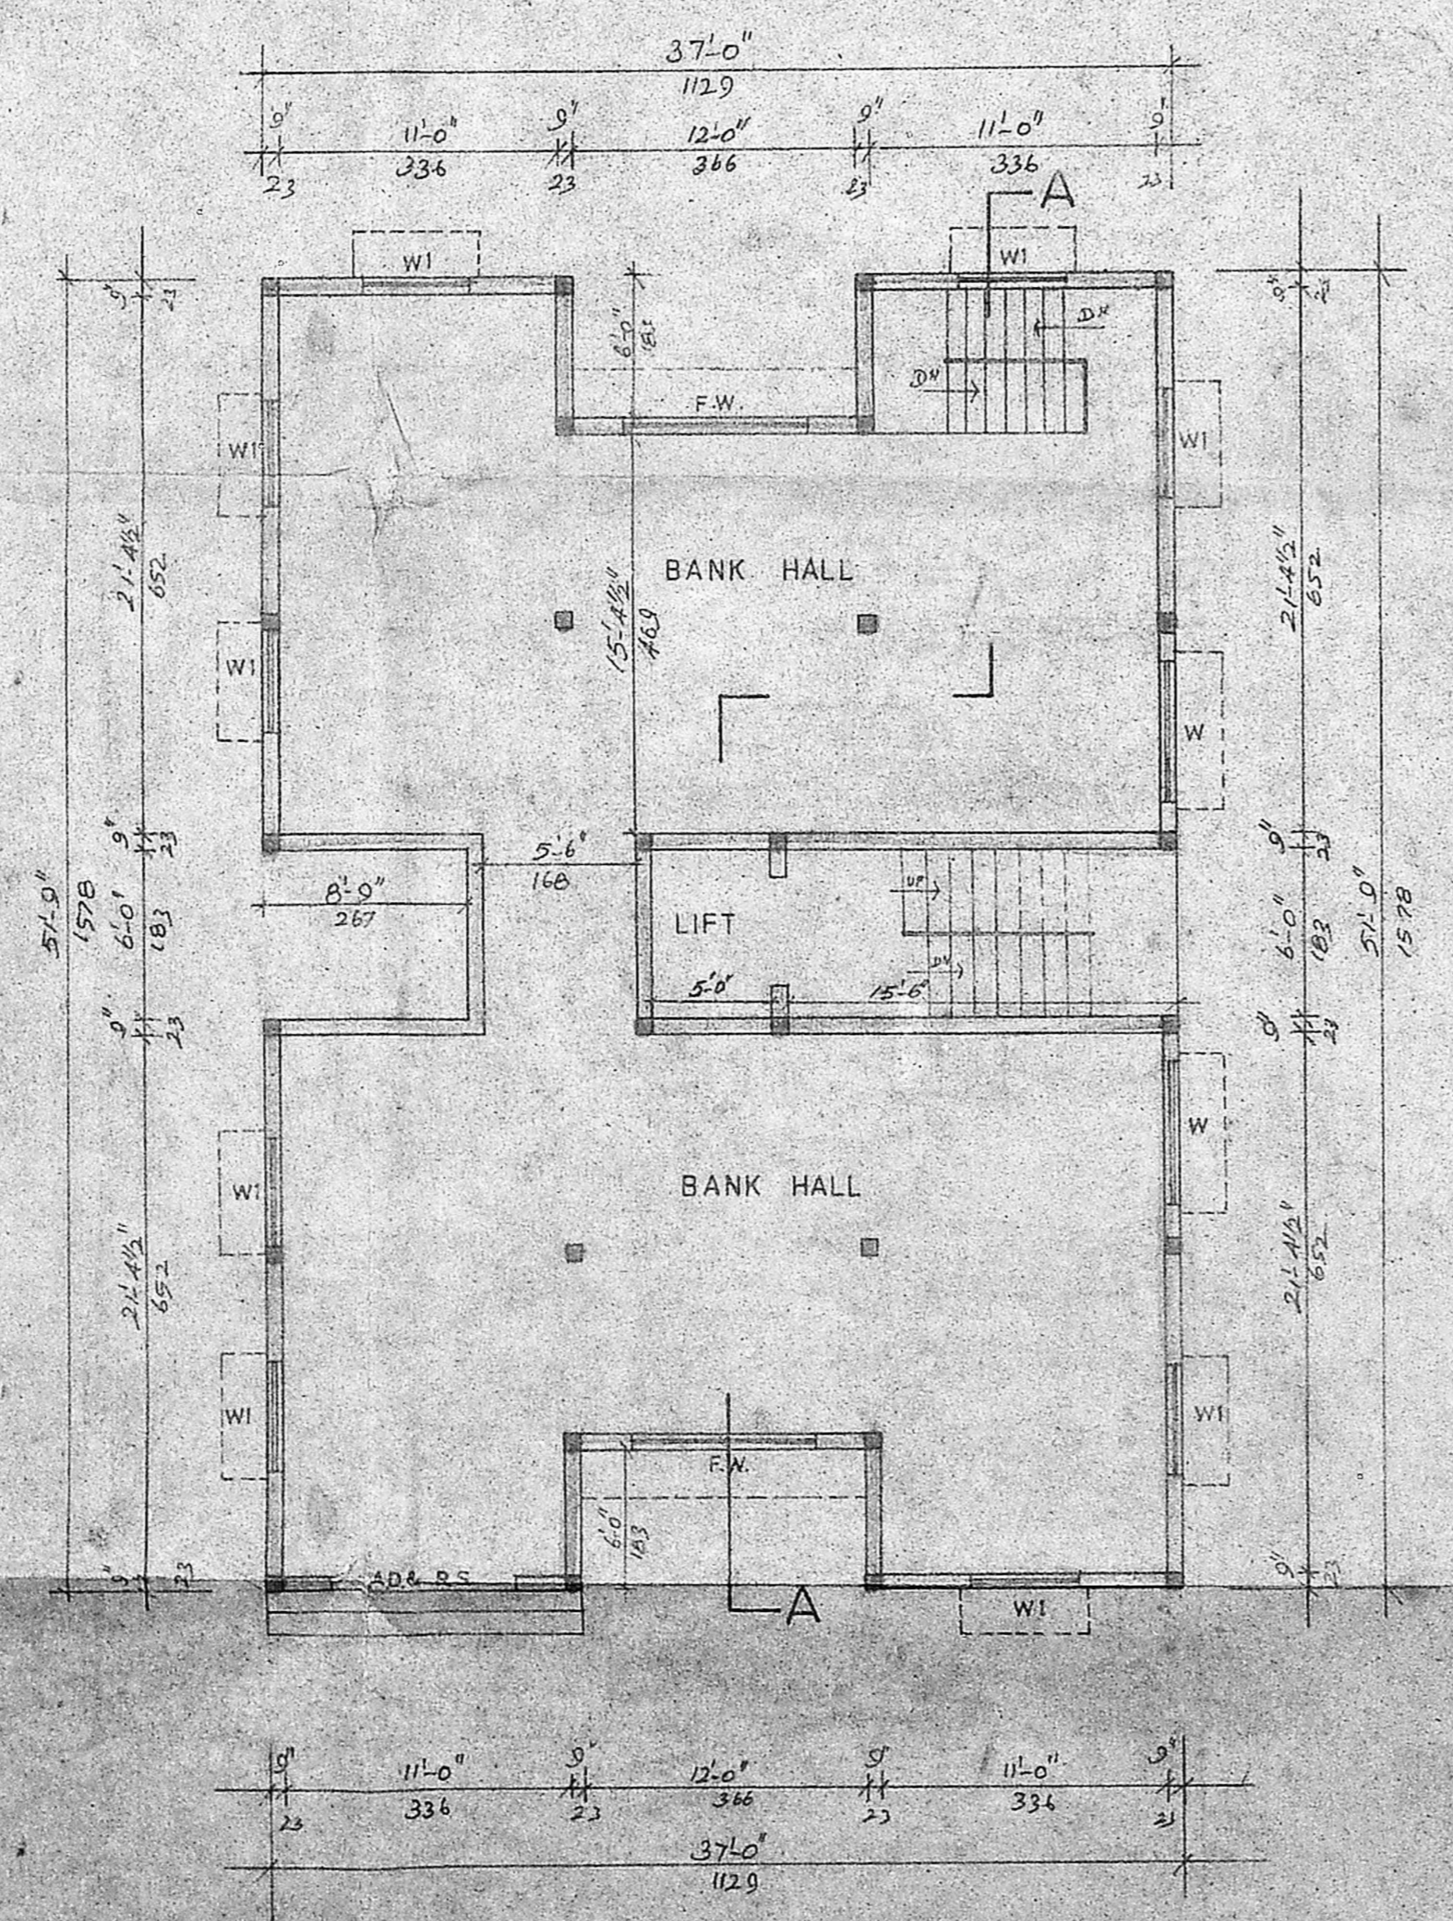 37'-0"
1129
9" 11'-0" 9" 12'-0" 9" 11'-0" 9"
23 336 23 366 23 336 23
A
W1 W1
9" 23 9" 23
6'-0" 183
DN
DN
F.W.
W1 W1
21'-4½" 652
BANK HALL
21'-4½" 652
15'-4½" 469
W1 W
9" 23 9" 23
5'-6"
168
8'-9"
267
UP
LIFT
51'-9" 1578
6'-0" 183
6'-0" 183
51'-9" 1578
DN
5'-0" 15'-6"
9" 23 9" 23
W
BANK HALL
W1
21'-4½" 652
21'-4½" 652
W1 W1
F.W.
6'-0" 183
9" 23 A.D.& R.S. 9" 23
A
W1
9" 11'-0" 9" 12'-0" 9" 11'-0" 9"
23 336 23 366 23 336 23
37'-0"
1129